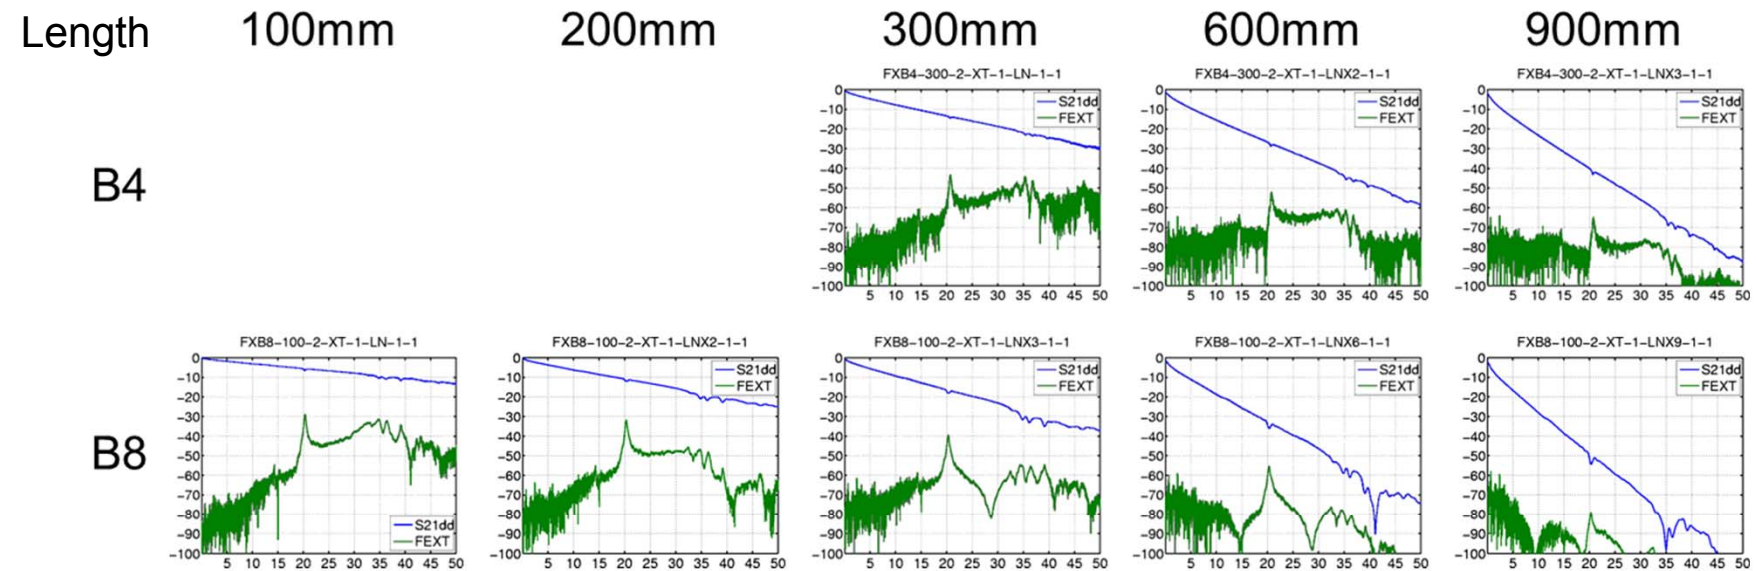 Length 100mm 200mm 300mm 600mm 900mm
FXB4-300-2-XT-1-LN-1-1 FXB4-300-2-XT-1-LNX2-1-1 FXB4-300-2-XT-1-LNX3-1-1
B4
0 -10 -20 -30 -40 -50 -60 -70 -80 -90 -100
5 10 15 20 25 30 35 40 45 50
S21dd
FEXT
0 -10 -20 -30 -40 -50 -60 -70 -80 -90 -100
5 10 15 20 25 30 35 40 45 50
S21dd
FEXT
0 -10 -20 -30 -40 -50 -60 -70 -80 -90 -100
5 10 15 20 25 30 35 40 45 50
S21dd
FEXT
FXB8-100-2-XT-1-LN-1-1 FXB8-100-2-XT-1-LNX2-1-1 FXB8-100-2-XT-1-LNX3-1-1 FXB8-100-2-XT-1-LNX6-1-1 FXB8-100-2-XT-1-LNX9-1-1
B8
0 -10 -20 -30 -40 -50 -60 -70 -80 -90 -100
5 10 15 20 25 30 35 40 45 50
S21dd
FEXT
0 -10 -20 -30 -40 -50 -60 -70 -80 -90 -100
5 10 15 20 25 30 35 40 45 50
S21dd
FEXT
0 -10 -20 -30 -40 -50 -60 -70 -80 -90 -100
5 10 15 20 25 30 35 40 45 50
S21dd
FEXT
0 -10 -20 -30 -40 -50 -60 -70 -80 -90 -100
5 10 15 20 25 30 35 40 45 50
S21dd
FEXT
0 -10 -20 -30 -40 -50 -60 -70 -80 -90 -100
5 10 15 20 25 30 35 40 45 50
S21dd
FEXT